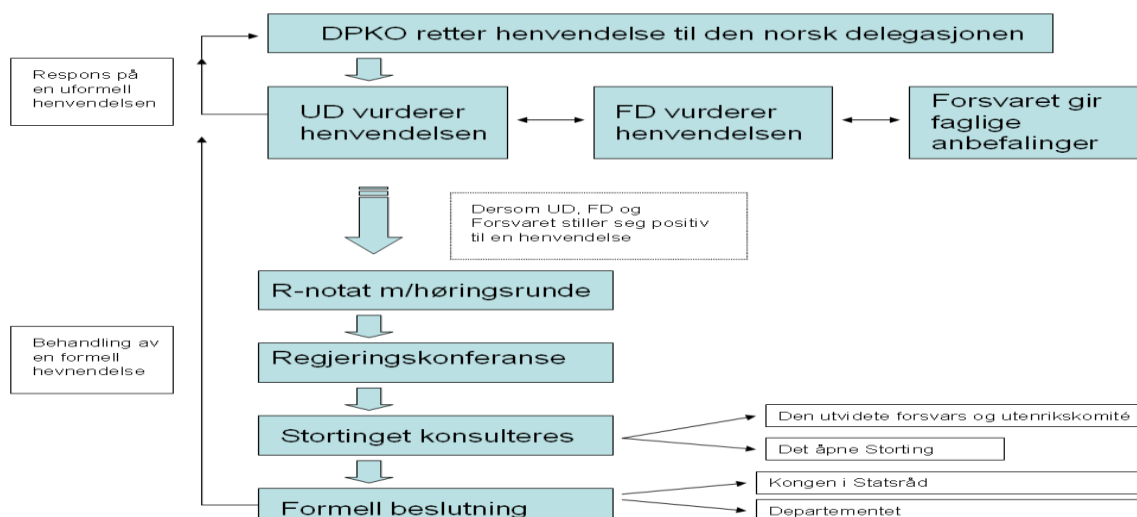 DPKO retter henvendelse til den norsk delegasjonen
Respons på
en uformell
henvendelsen
UD vurderer
henvendelsen
FD vurderer
henvendelsen
Forsvaret gir
faglige
anbefalinger
Dersom UD, FD og
Forsvaret stiller seg positiv
til en henvendelse
R-notat m/høringsrunde
Behandling av
en formell
hevnendelse
Regjeringskonferanse
Stortinget konsulteres
Den utvidete forsvars og utenrikskomité
Det åpne Storting
Formell beslutning
Kongen i Statsråd
Departementet